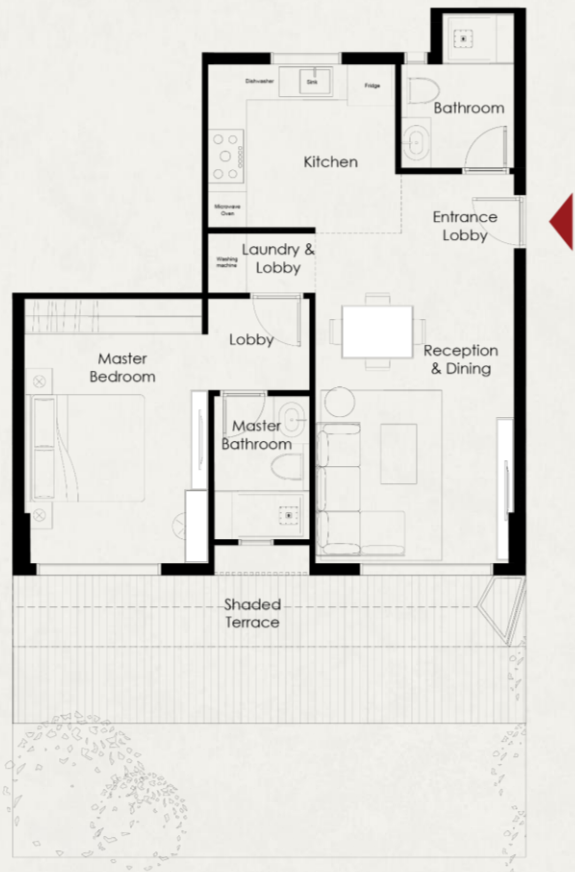 Dishwasher
Sink
Fridge
Bathroom
Kitchen
Microwave
Oven
Entrance
Lobby
Laundry &
Lobby
Washing
machine
Lobby
Master
Bedroom
Reception
& Dining
Master
Bathroom
Shaded
Terrace